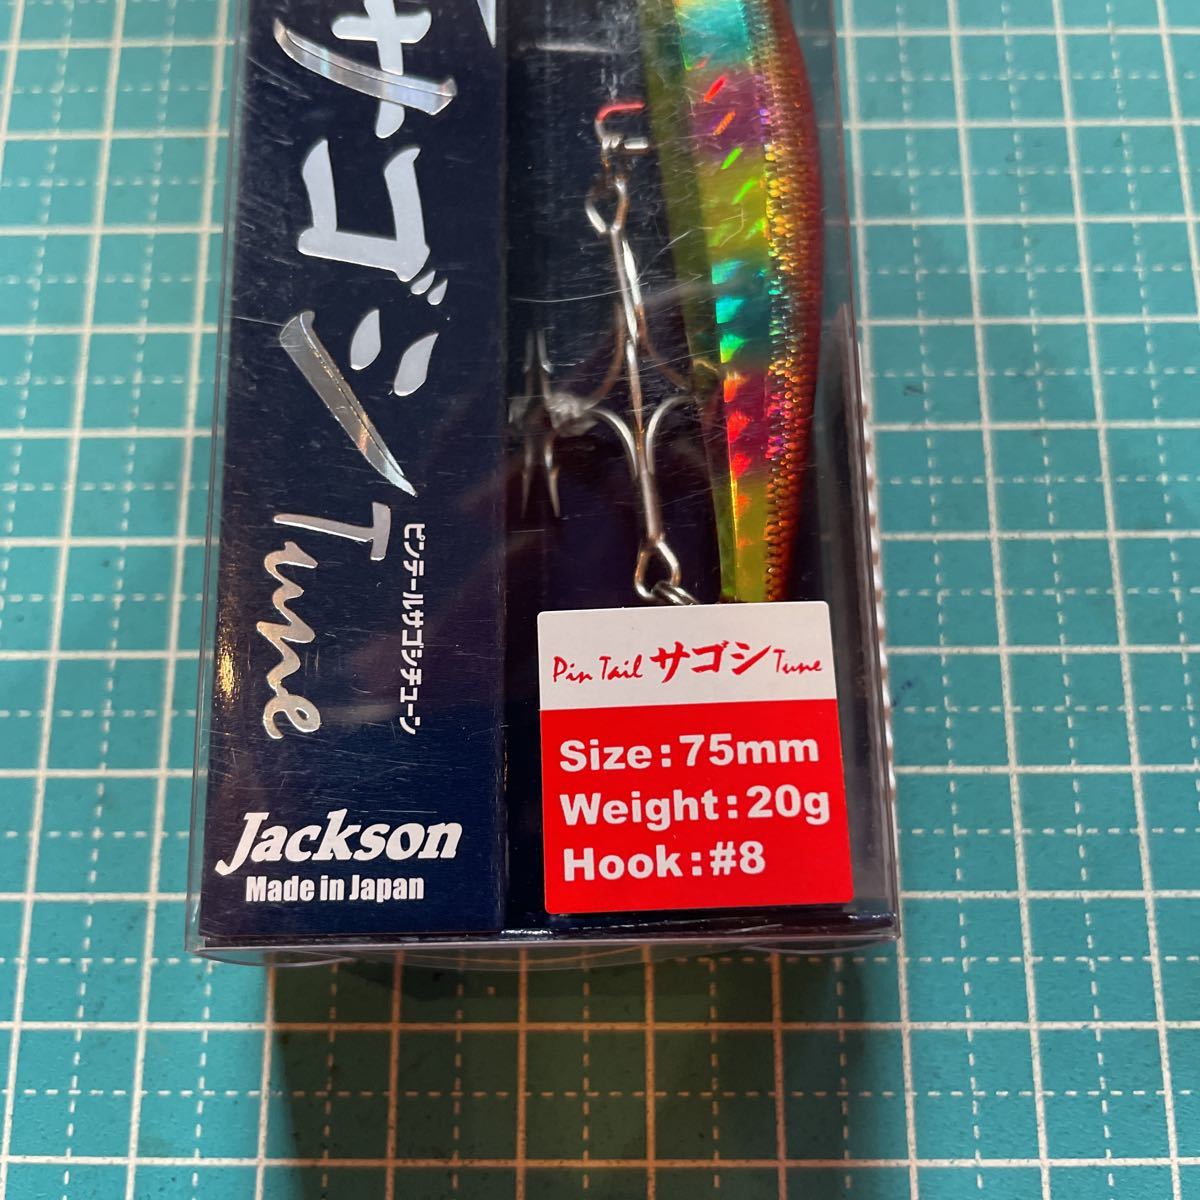 サゴシ
Tune
ピンテールサゴシチューン
Jackson
Made in Japan
Pin Tail サゴシ Tune
Size:75mm
Weight:20g
Hook:#8